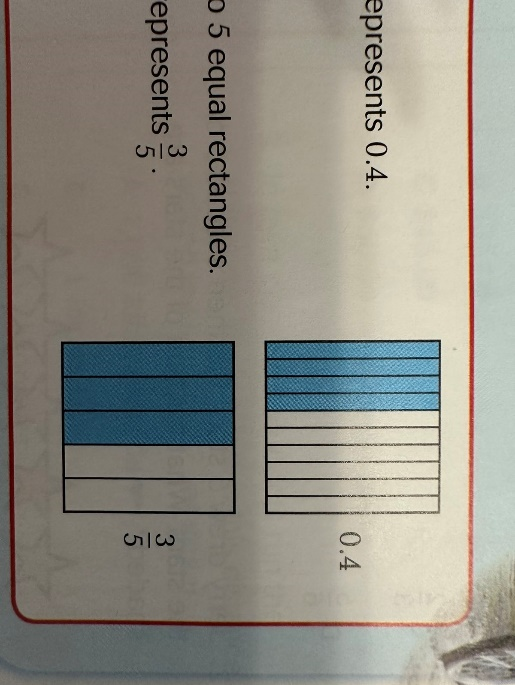 epresents 0.4.
0.4
o 5 equal rectangles.
epresents 3/5.
3/5